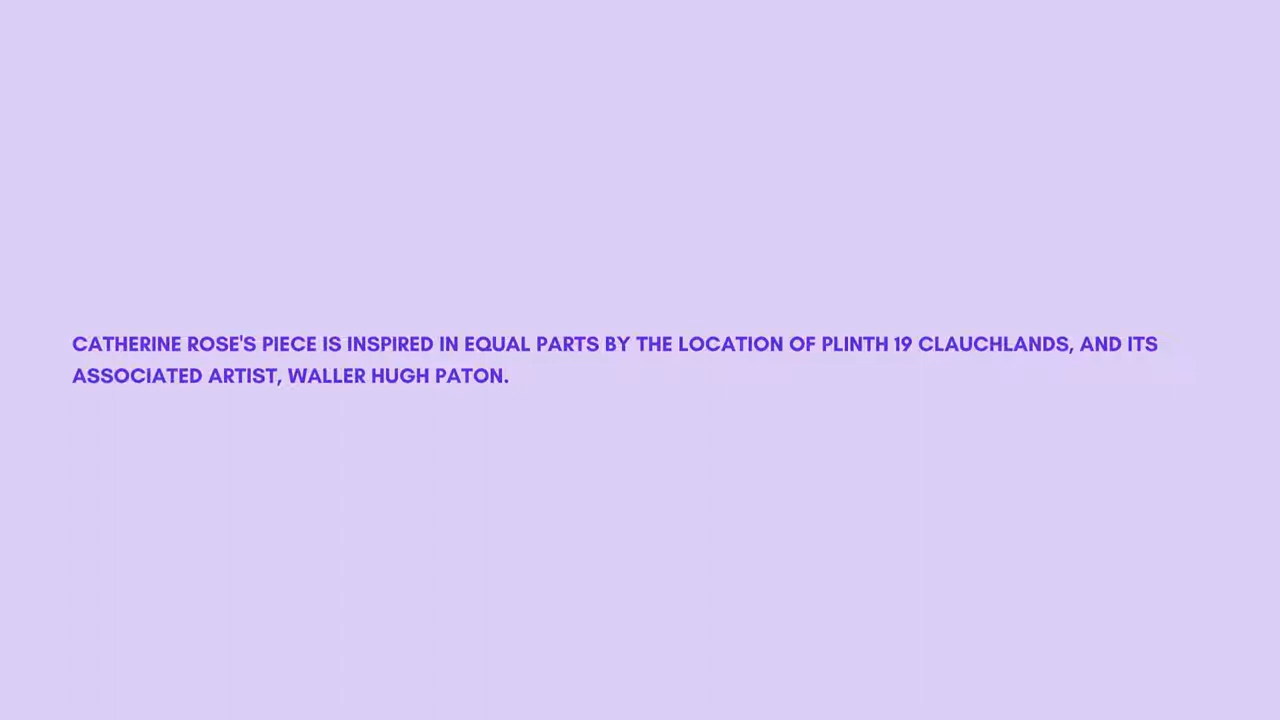 CATHERINE ROSE'S PIECE IS INSPIRED IN EQUAL PARTS BY THE LOCATION OF PLINTH 19 CLAUCHLANDS, AND ITS
ASSOCIATED ARTIST, WALLER HUGH PATON.